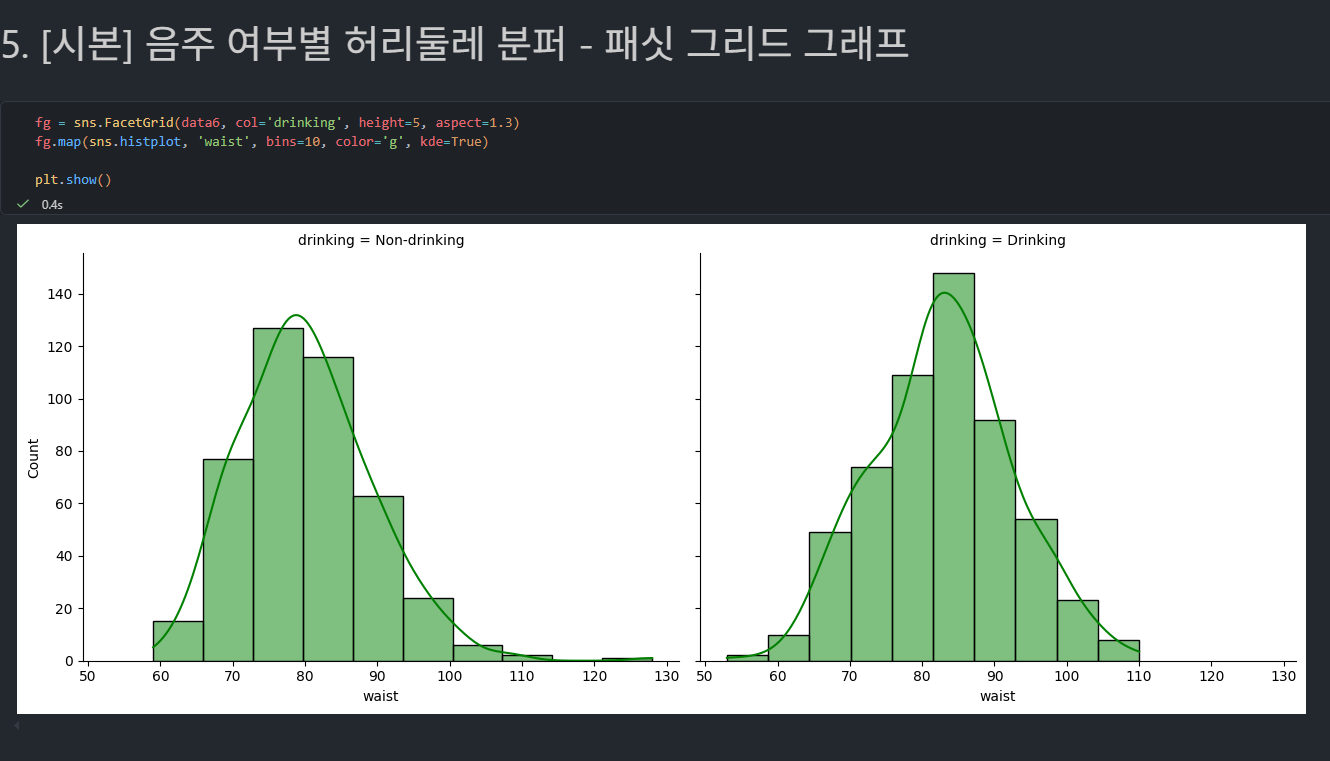 5. [시본] 음주 여부별 허리둘레 분퍼 - 패싯 그리드 그래프
fg = sns.FacetGrid(data6, col='drinking', height=5, aspect=1.3)
fg.map(sns.histplot, 'waist', bins=10, color='g', kde=True)
plt.show()
0.4s
drinking = Non-drinking
drinking = Drinking
140
120
100
80
60
40
20
0
Count
50 60 70 80 90 100 110 120 130
50 60 70 80 90 100 110 120 130
waist
waist